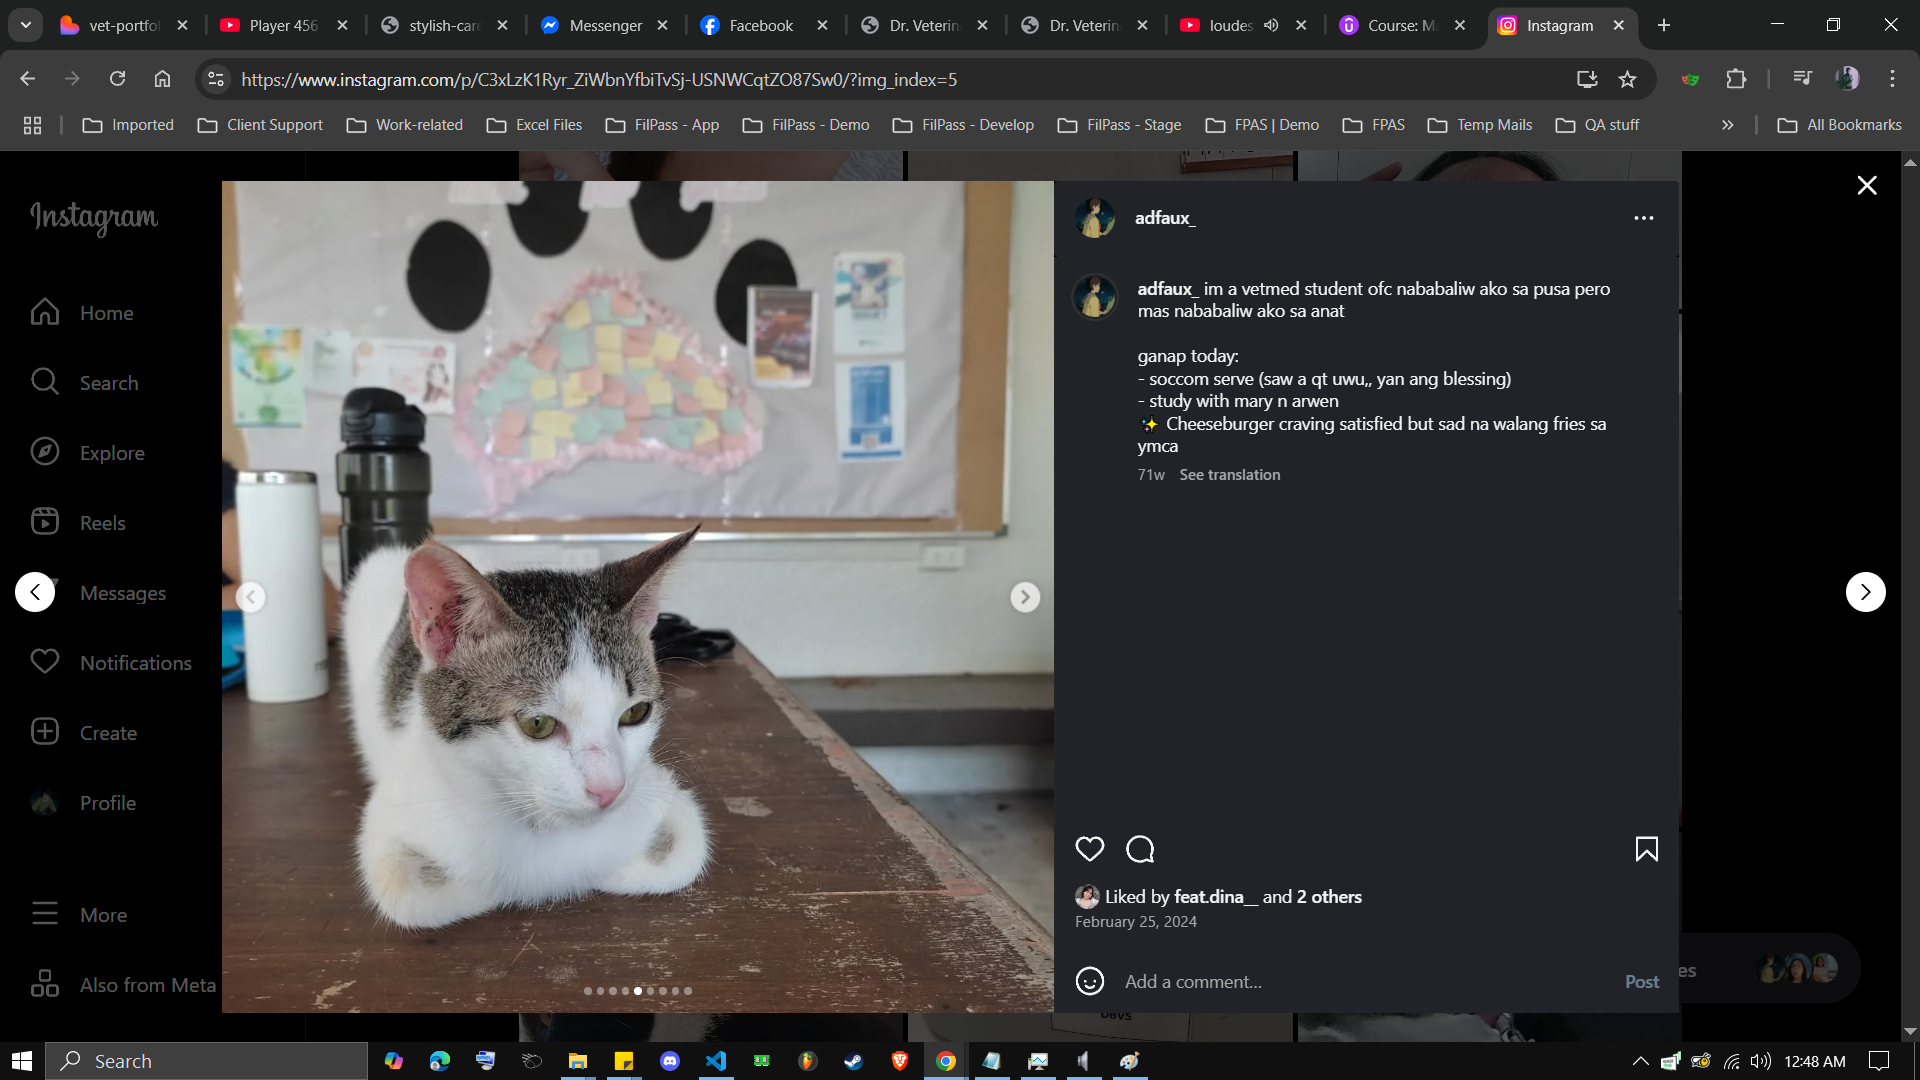 vet-portfol
Player 456
stylish-care
Messenger
Facebook
Dr. Veterin
Dr. Veterin
loudes
Course: Ma
Instagram
https://www.instagram.com/p/C3xLzK1Ryr_ZiWbnYfbiTvSj-USNWCqtZO87Sw0/?img_index=5
Imported
Client Support
Work-related
Excel Files
FilPass - App
FilPass - Demo
FilPass - Develop
FilPass - Stage
FPAS | Demo
FPAS
Temp Mails
QA stuff
All Bookmarks
Instagram
Home
Search
Explore
Reels
Messages
Notifications
Create
Profile
More
Also from Meta
adfaux_
adfaux_ im a vetmed student ofc nababaliw ako sa pusa pero
mas nababaliw ako sa anat
ganap today:
- soccom serve (saw a qt uwu,, yan ang blessing)
- study with mary n arwen
✨ Cheeseburger craving satisfied but sad na walang fries sa
ymca
71w See translation
Liked by feat.dina__ and 2 others
February 25, 2024
Add a comment...
Post
es
Search
12:48 AM